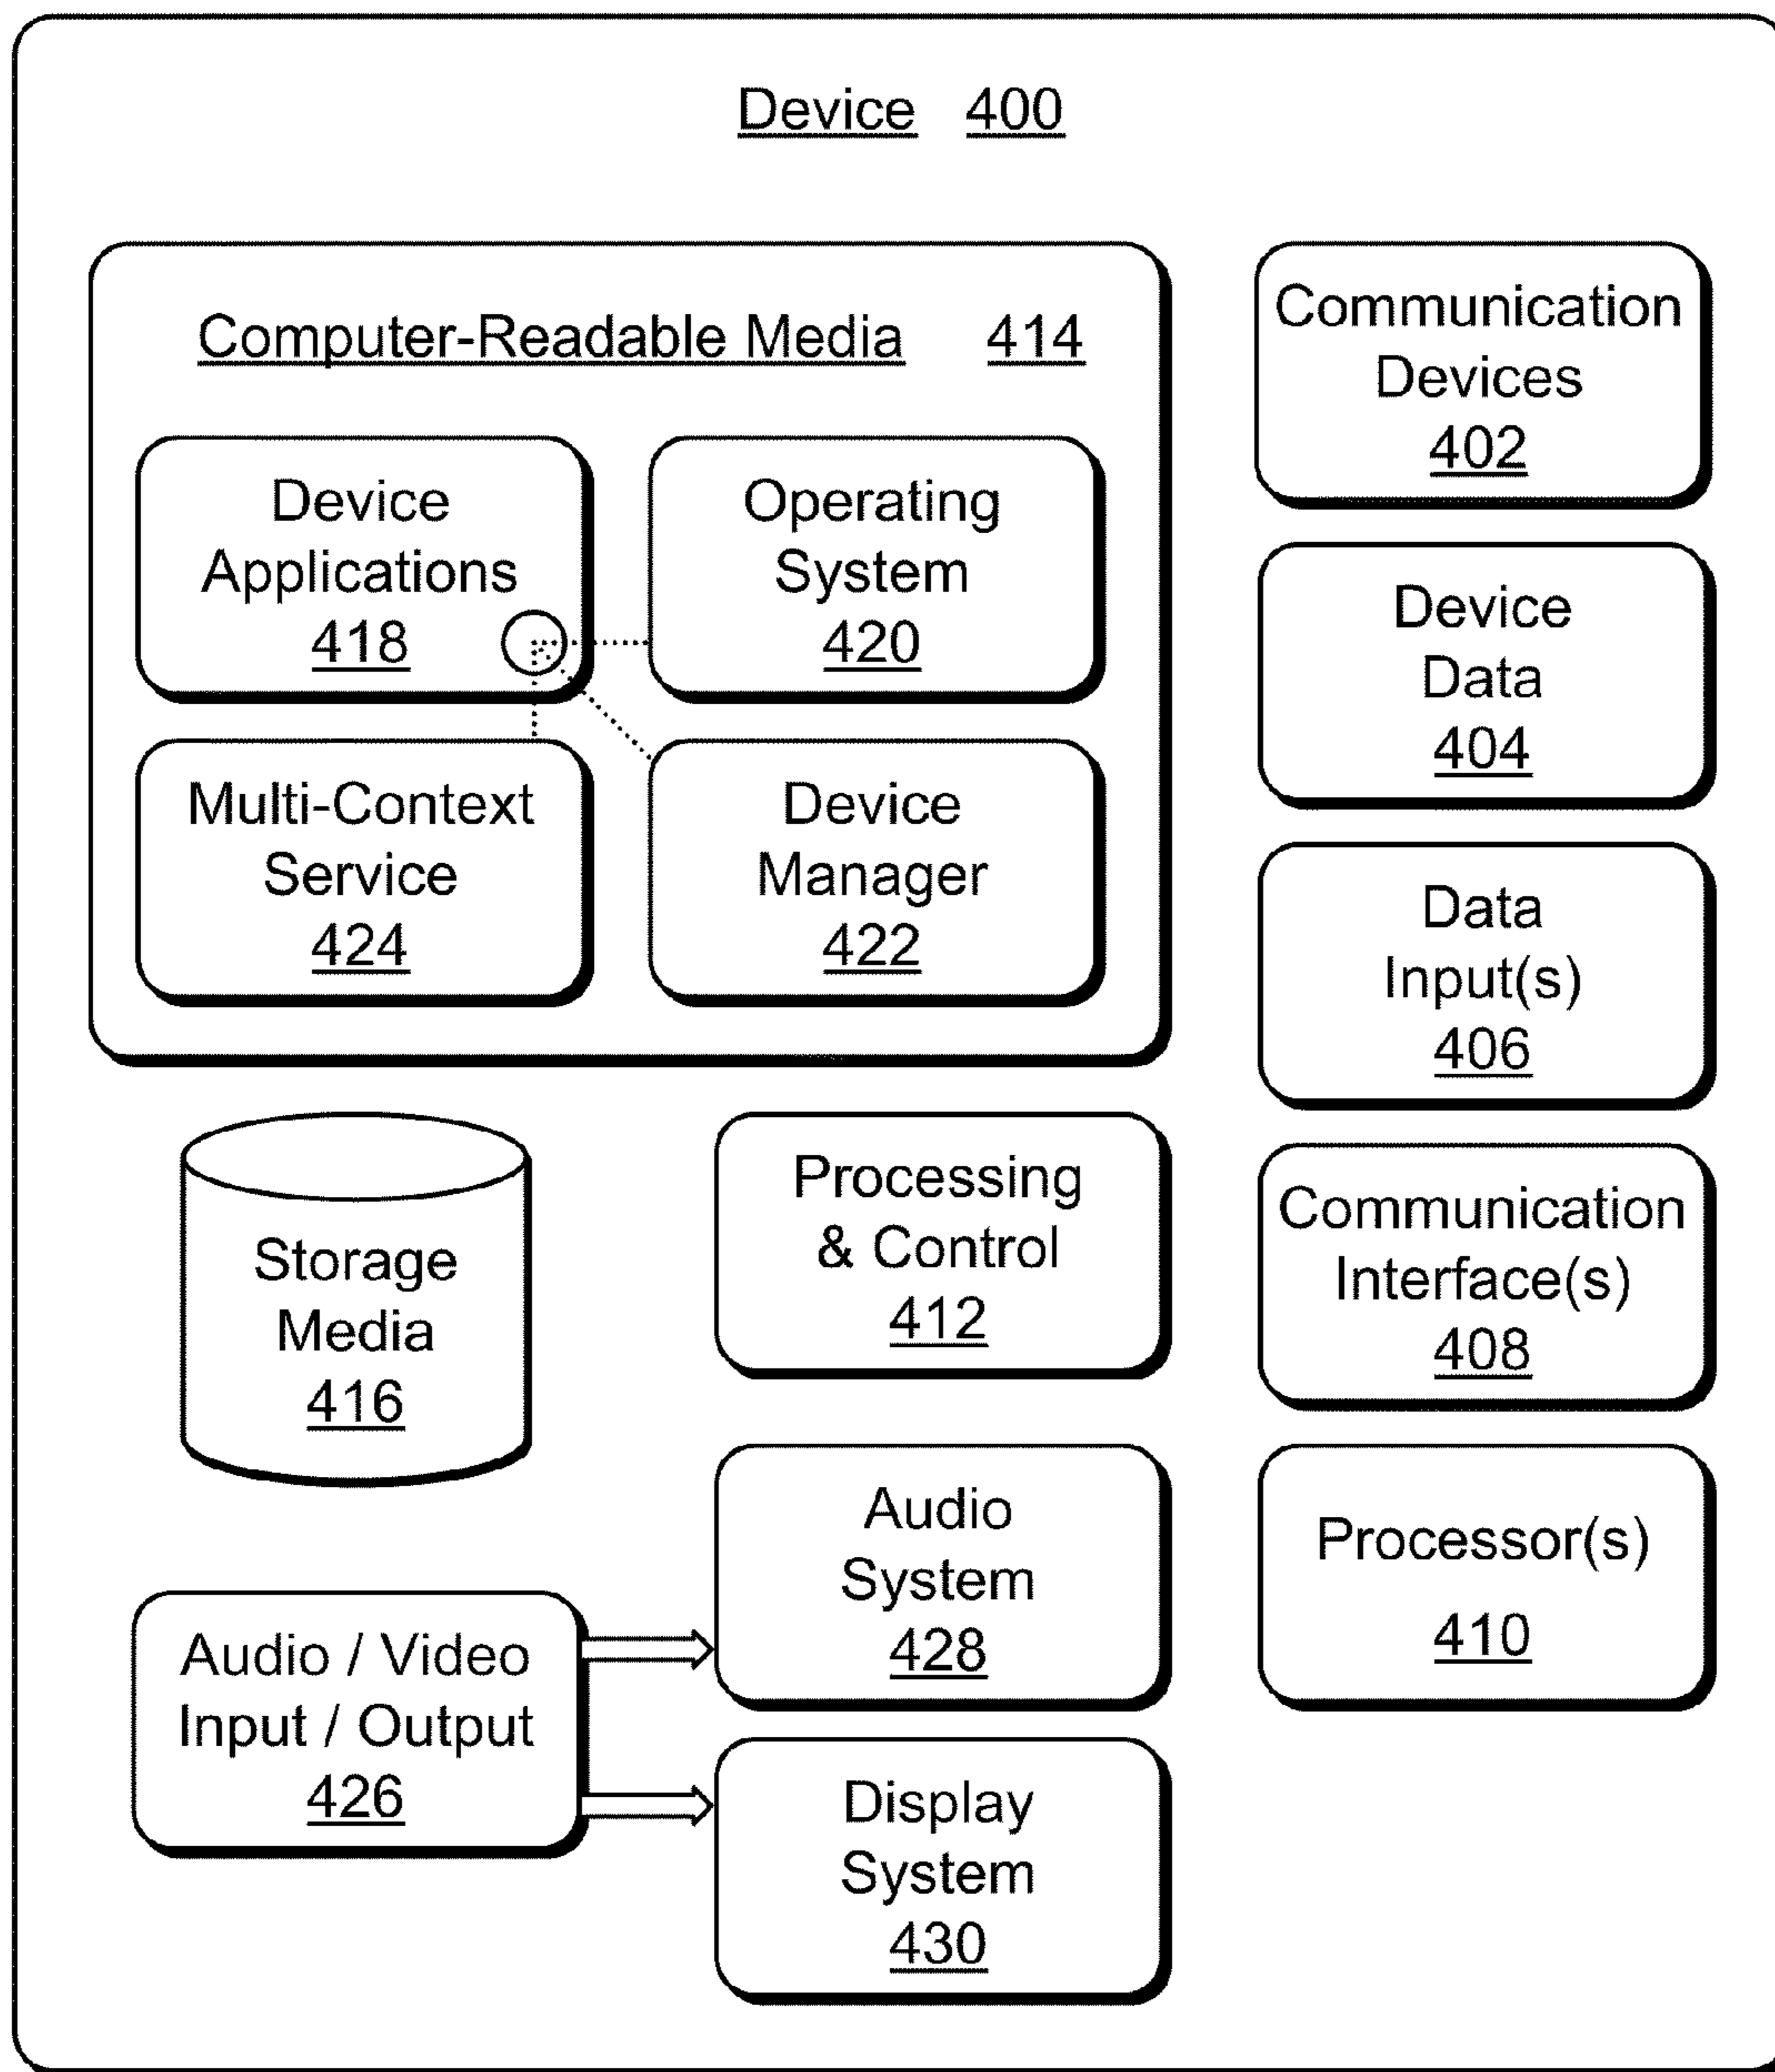 Device 400
Computer-Readable Media 414
Device
Applications
418
Operating
System
420
Multi-Context
Service
424
Device
Manager
422
Communication
Devices
402
Device
Data
404
Data
Input(s)
406
Communication
Interface(s)
408
Processor(s)
410
Storage
Media
416
Processing
& Control
412
Audio / Video
Input / Output
426
Audio
System
428
Display
System
430